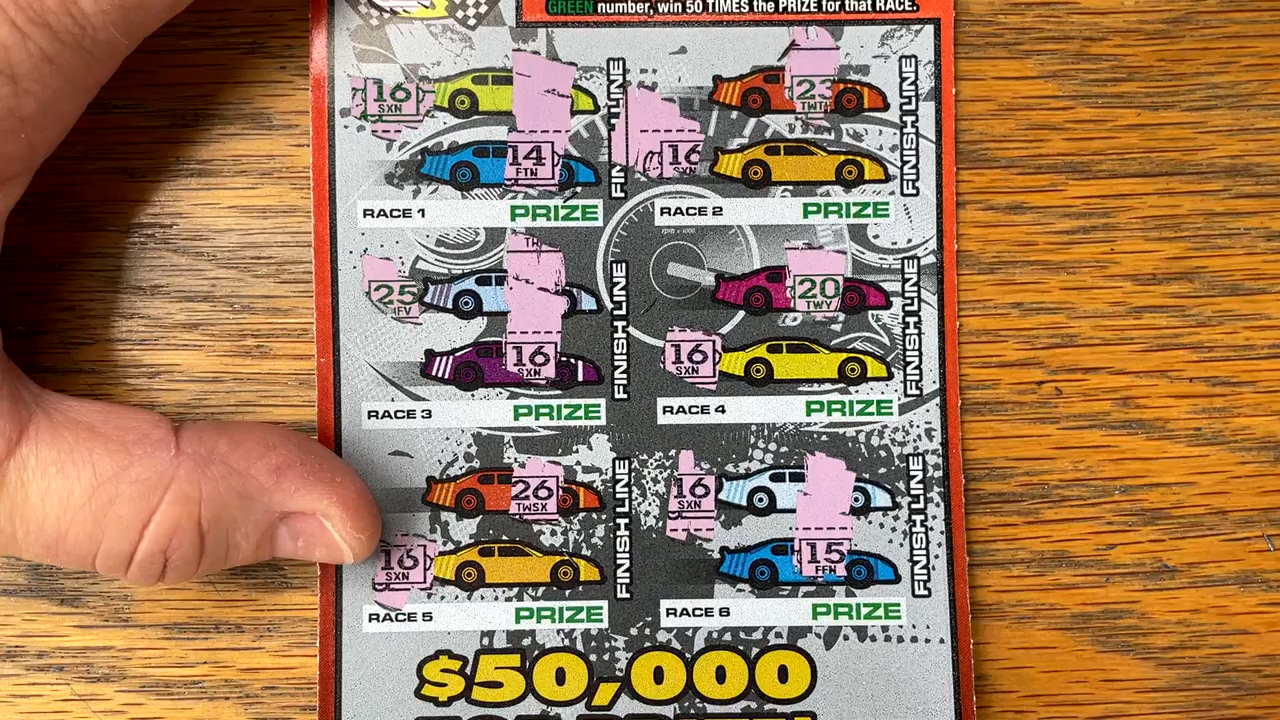 GREEN number, win 50 TIMES the PRIZE for that RACE.
16
SXN
14
FTN
FINISH LINE
RACE 1 PRIZE
23
16
SXN
FINISH LINE
RACE 2 PRIZE
25
16
SXN
FINISH LINE
RACE 3 PRIZE
20
TWY
16
SXN
FINISH LINE
RACE 4 PRIZE
26
TWSX
16
SXN
FINISH LINE
RACE 5 PRIZE
16
SXN
15
FFN
FINISH LINE
RACE 6 PRIZE
$50,000